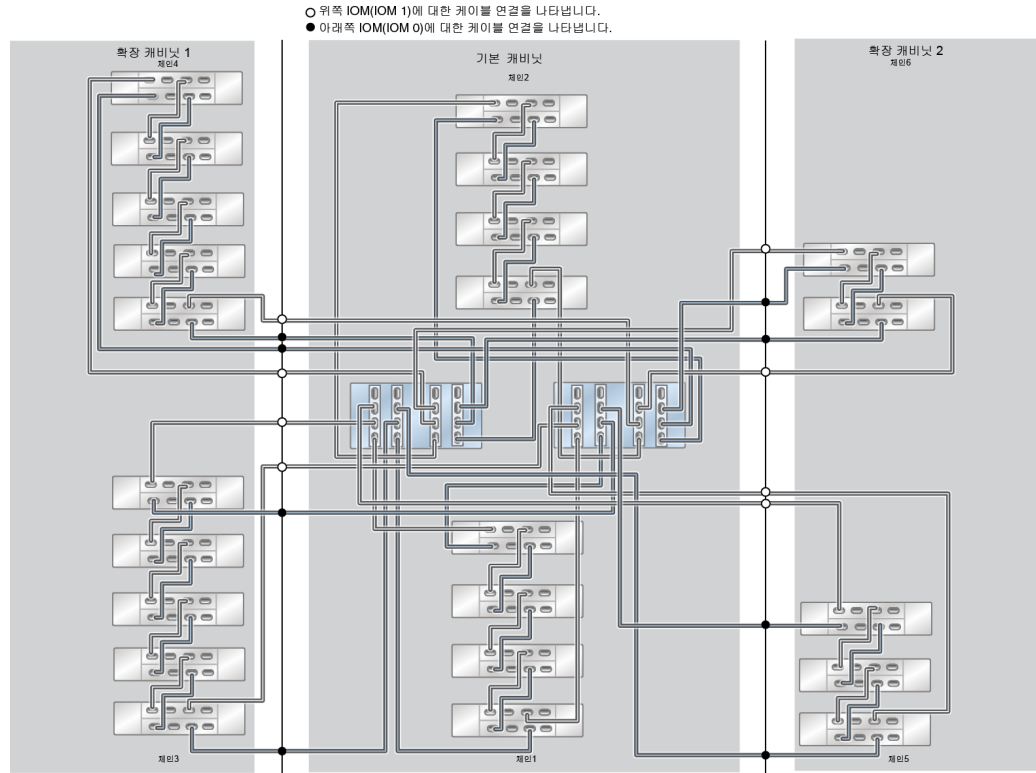 위쪽 IOM(IOM 1)에 대한 케이블 연결을 나타냅니다.
아래쪽 IOM(IOM 0)에 대한 케이블 연결을 나타냅니다.
확장 캐비닛 1
체인4
기본 캐비닛
체인2
확장 캐비닛 2
체인6
체인3
체인1
체인5